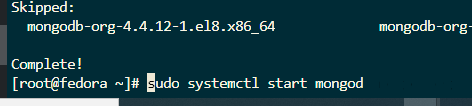 Skipped:
mongodb-org-4.4.12-1.el8.x86_64 mongodb-org-
Complete!
[root@fedora ~]# sudo systemctl start mongod